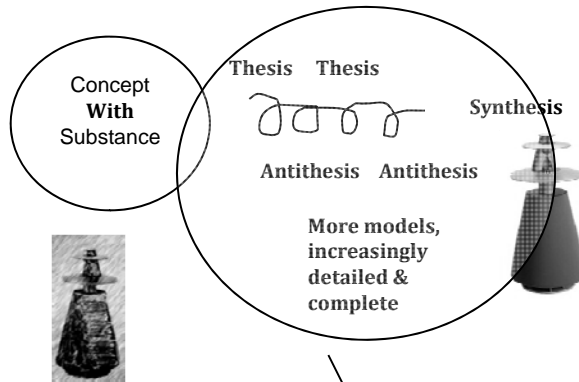 Concept
With
Substance
Thesis Thesis
Synthesis
Antithesis Antithesis
More models,
increasingly
detailed &
complete